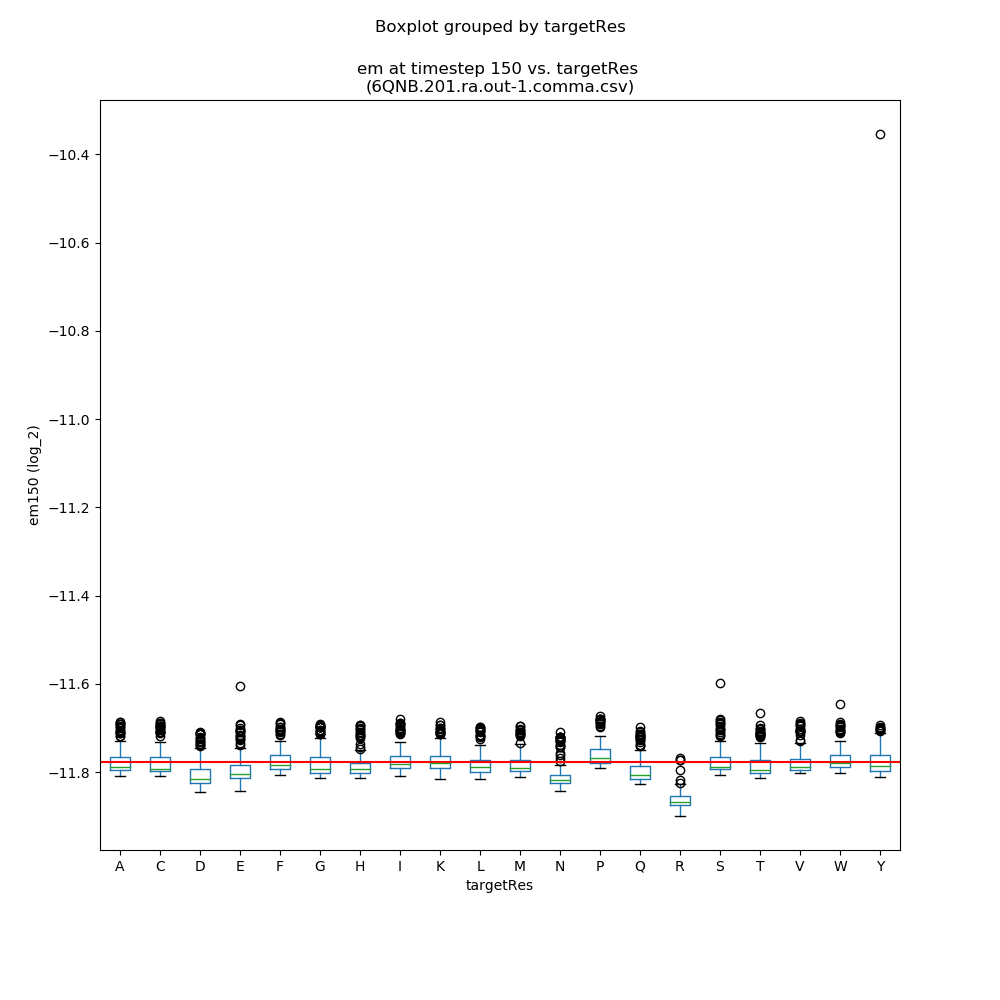 Boxplot grouped by targetRes
em at timestep 150 vs. targetRes
(6QNB.201.ra.out-1.comma.csv)
−10.4
−10.6
−10.8
−11.0
−11.2
−11.4
−11.6
−11.8
em150 (log_2)
A C D E F G H I K L M N P Q R S T V W Y
targetRes